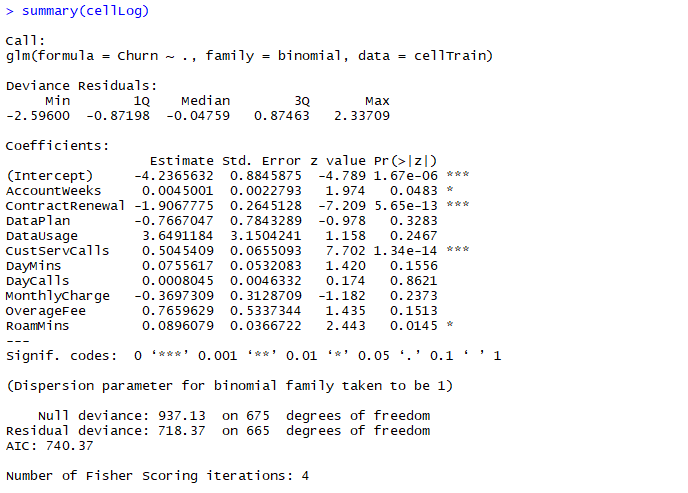 > summary(cellLog)
Call:
glm(formula = Churn ~ ., family = binomial, data = cellTrain)
Deviance Residuals:
Min 1Q Median 3Q Max
-2.59600 -0.87198 -0.04759 0.87463 2.33709
Coefficients:
Estimate Std. Error z value Pr(>|z|)
(Intercept) -4.2365632 0.8845875 -4.789 1.67e-06 ***
AccountWeeks 0.0045001 0.0022793 1.974 0.0483 *
ContractRenewal -1.9067775 0.2645128 -7.209 5.65e-13 ***
DataPlan -0.7667047 0.7843289 -0.978 0.3283
DataUsage 3.6491184 3.1504241 1.158 0.2467
CustServCalls 0.5045409 0.0655093 7.702 1.34e-14 ***
DayMins 0.0755617 0.0532083 1.420 0.1556
DayCalls 0.0008045 0.0046332 0.174 0.8621
MonthlyCharge -0.3697309 0.3128709 -1.182 0.2373
OverageFee 0.7659629 0.5337344 1.435 0.1513
RoamMins 0.0896079 0.0366722 2.443 0.0145 *
---
Signif. codes: 0 ‘***’ 0.001 ‘**’ 0.01 ‘*’ 0.05 ‘.’ 0.1 ‘ ’ 1
(Dispersion parameter for binomial family taken to be 1)
Null deviance: 937.13 on 675 degrees of freedom
Residual deviance: 718.37 on 665 degrees of freedom
AIC: 740.37
Number of Fisher Scoring iterations: 4